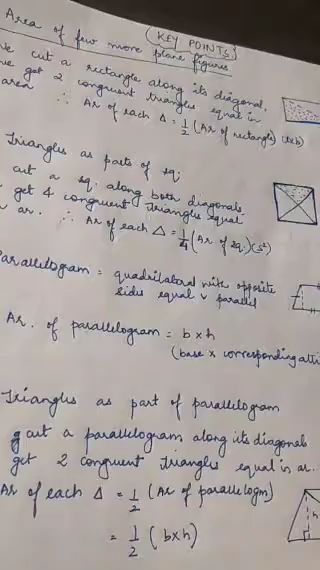 (KEY POINTS)
Area of few more plane figures
We cut a rectangle along its diagonal,
we get 2 congruent triangles equal in
area ∴ Ar of each Δ = 1/2 (Ar of rectangle) (l×b)
Triangles as parts of sq.
cut a sq. along both diagonals
get 4 congruent triangles equal
ar. ∴ Ar of each Δ = 1/4 (Ar of sq.) (s²)
Parallelogram = quadrilateral with opposite
sides equal & parallel
Ar. of parallelogram = b × h
(base × corresponding alti
Triangles as part of parallelogram
cut a parallelogram along its diagonals
get 2 congruent triangles equal in ar.
Ar of each Δ = 1/2 (Ar of parallelogm)
= 1/2 (b×h)
h